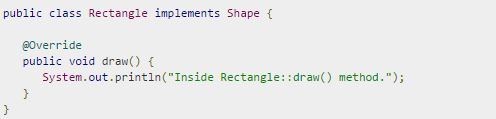 public class Rectangle implements Shape {
@Override
public void draw() {
System.out.println("Inside Rectangle::draw() method.");
}
}